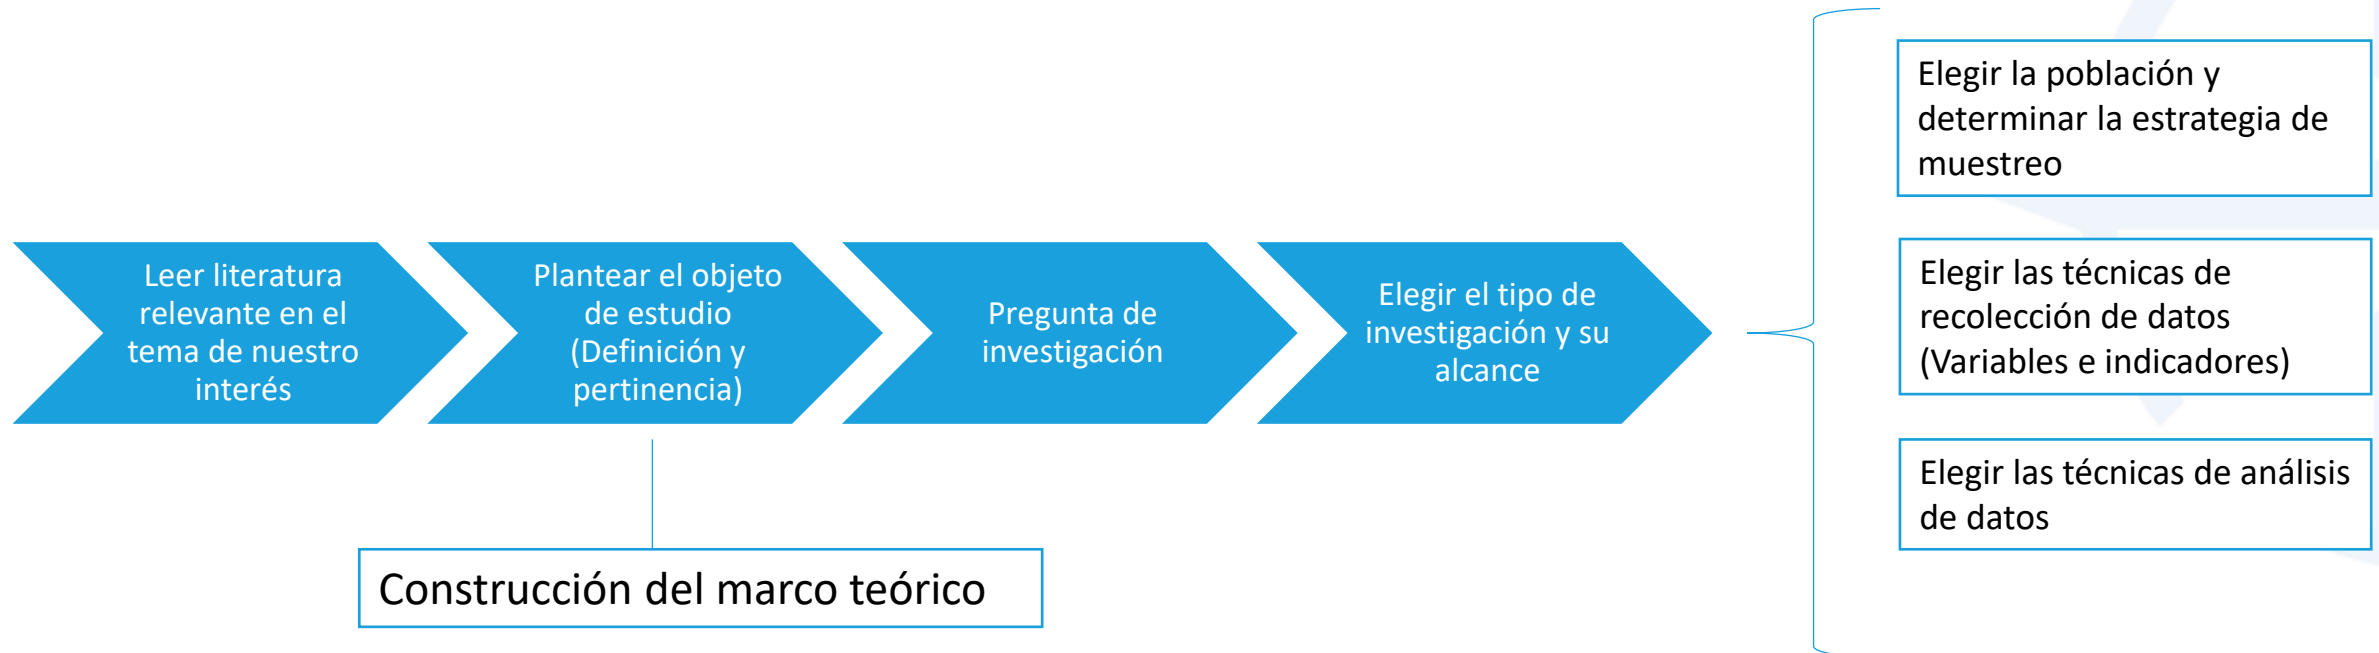 Leer literatura
relevante en el
tema de nuestro
interés
Plantear el objeto
de estudio
(Definición y
pertinencia)
Pregunta de
investigación
Elegir el tipo de
investigación y su
alcance
Construcción del marco teórico
Elegir la población y
determinar la estrategia de
muestreo
Elegir las técnicas de
recolección de datos
(Variables e indicadores)
Elegir las técnicas de análisis
de datos